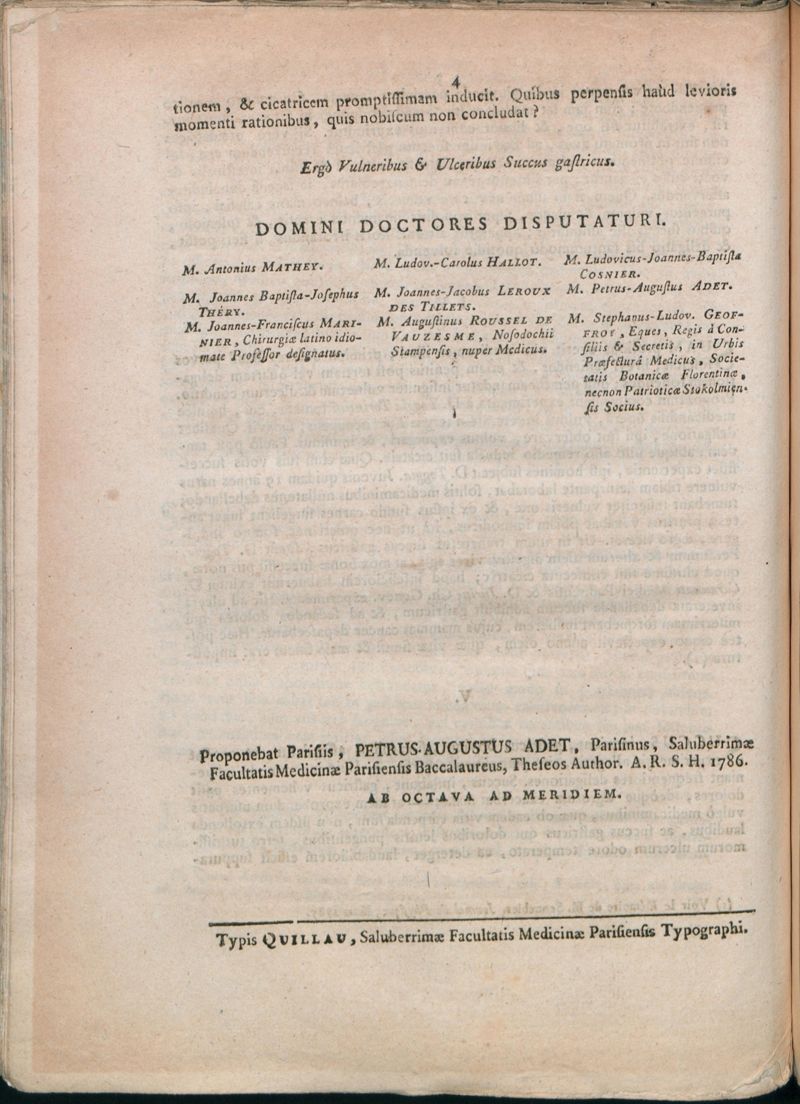 4
tionem, & cicatricem promptissimam inducit. Quibus perpensis haùd levioris
momenti rationibus, quis nobiscum non concludat?
Ergò Vulneribus & Ulceribus Succus gastricus.
DOMINI DOCTORES DISPUTATURI.
M. Antonius MATHEY.
M. Joannes Baptista-Josephus
THÉRY.
M. Joannes-Franciscus MARI-
NIER, Chirurgiæ latino idio-
mate Professor designatus.
M. Ludov.-Carolus HALLOT.
M. Joannes-Jacobus LEROUX
DES TILLETS.
M. Augustinus ROUSSEL DE
VAUZESME, Nosodochii
Stampensis, nuper Medicus.
M. Ludovicus-Joannes-Baptista
COSNIER.
M. Petrus-Augustus ADET.
M. Stephanus-Ludov. GEOF-
FROY, Eques, Regis à Con-
siliis & Secretis, in Urbis
Præfecturâ Medicus, Socie-
tatis Botanicæ Florentinæ,
necnon Patrioticæ Stokolmien-
sis Socius.
Proponebat Parisiis, PETRUS-AUGUSTUS ADET, Parisinus, Saluberrimæ
Facultatis Medicinæ Parisiensis Baccalaureus, Theseos Author. A. R. S. H. 1786.
AB OCTAVA AD MERIDIEM.
Typis QUILLAU, Saluberrimæ Facultatis Medicinæ Parisiensis Typographi.